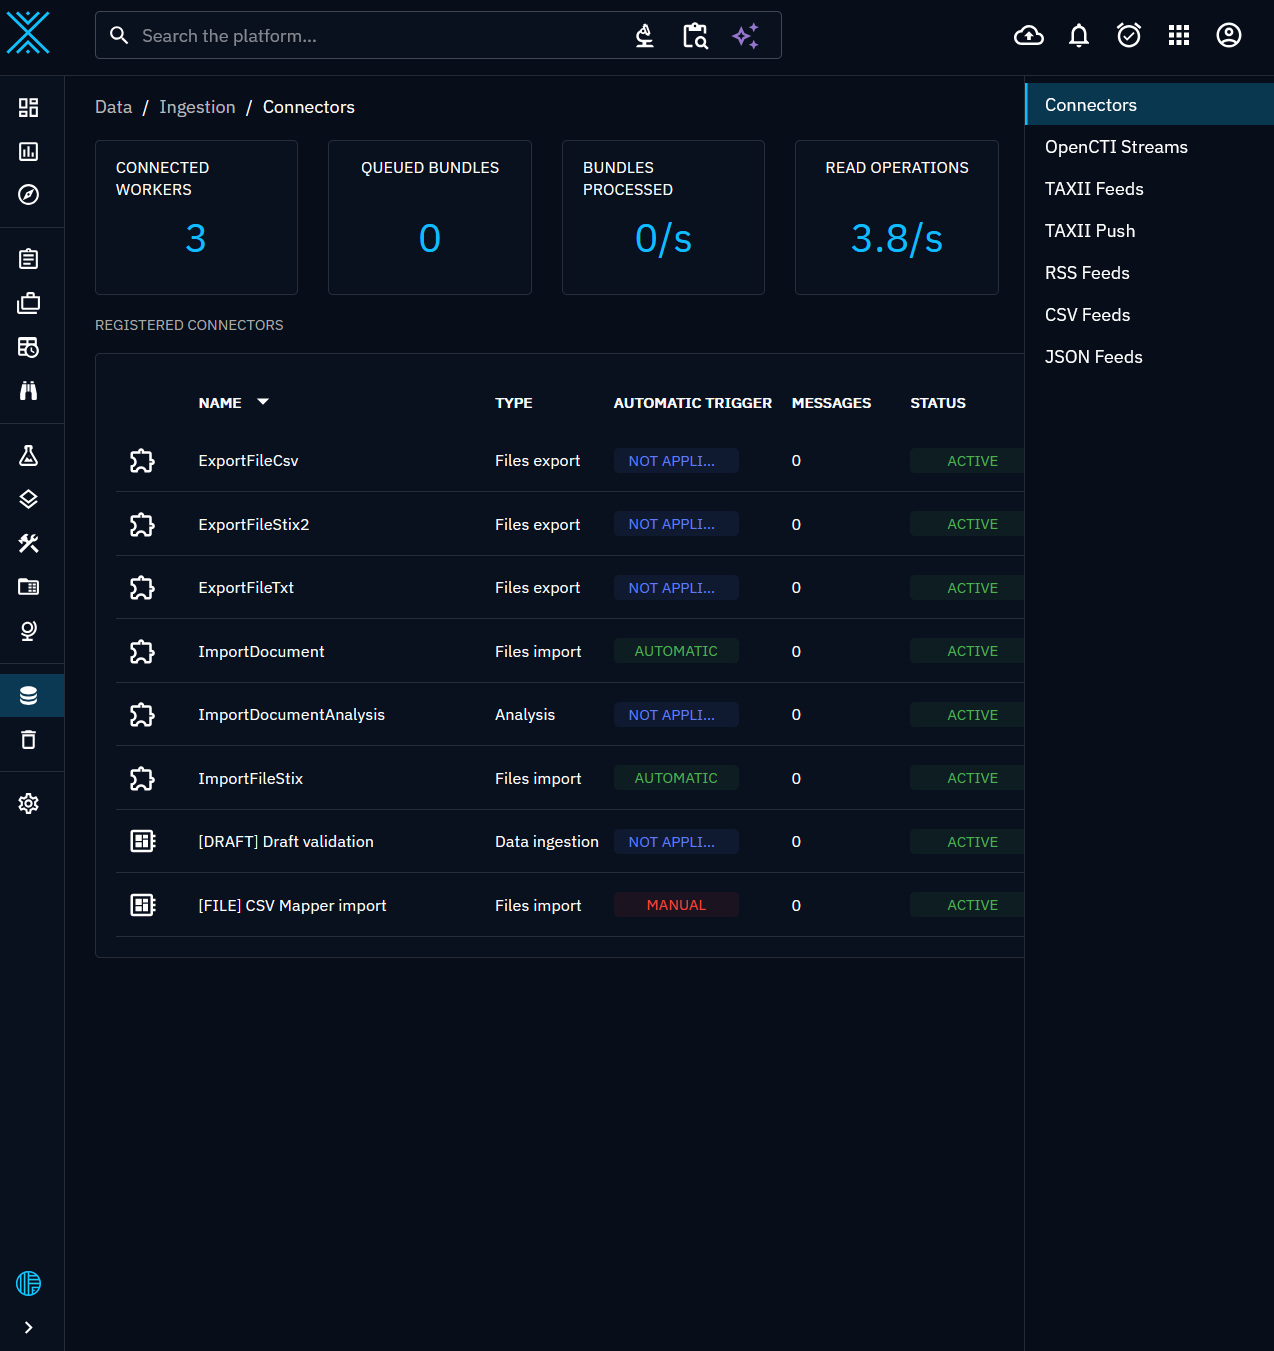 Search the platform...
Data / Ingestion / Connectors
CONNECTED
WORKERS
3
QUEUED BUNDLES
0
BUNDLES
PROCESSED
0/s
READ OPERATIONS
3.8/s
REGISTERED CONNECTORS
NAME TYPE AUTOMATIC TRIGGER MESSAGES STATUS
ExportFileCsv Files export NOT APPLI... 0 ACTIVE
ExportFileStix2 Files export NOT APPLI... 0 ACTIVE
ExportFileTxt Files export NOT APPLI... 0 ACTIVE
ImportDocument Files import AUTOMATIC 0 ACTIVE
ImportDocumentAnalysis Analysis NOT APPLI... 0 ACTIVE
ImportFileStix Files import AUTOMATIC 0 ACTIVE
[DRAFT] Draft validation Data ingestion NOT APPLI... 0 ACTIVE
[FILE] CSV Mapper import Files import MANUAL 0 ACTIVE
Connectors
OpenCTI Streams
TAXII Feeds
TAXII Push
RSS Feeds
CSV Feeds
JSON Feeds